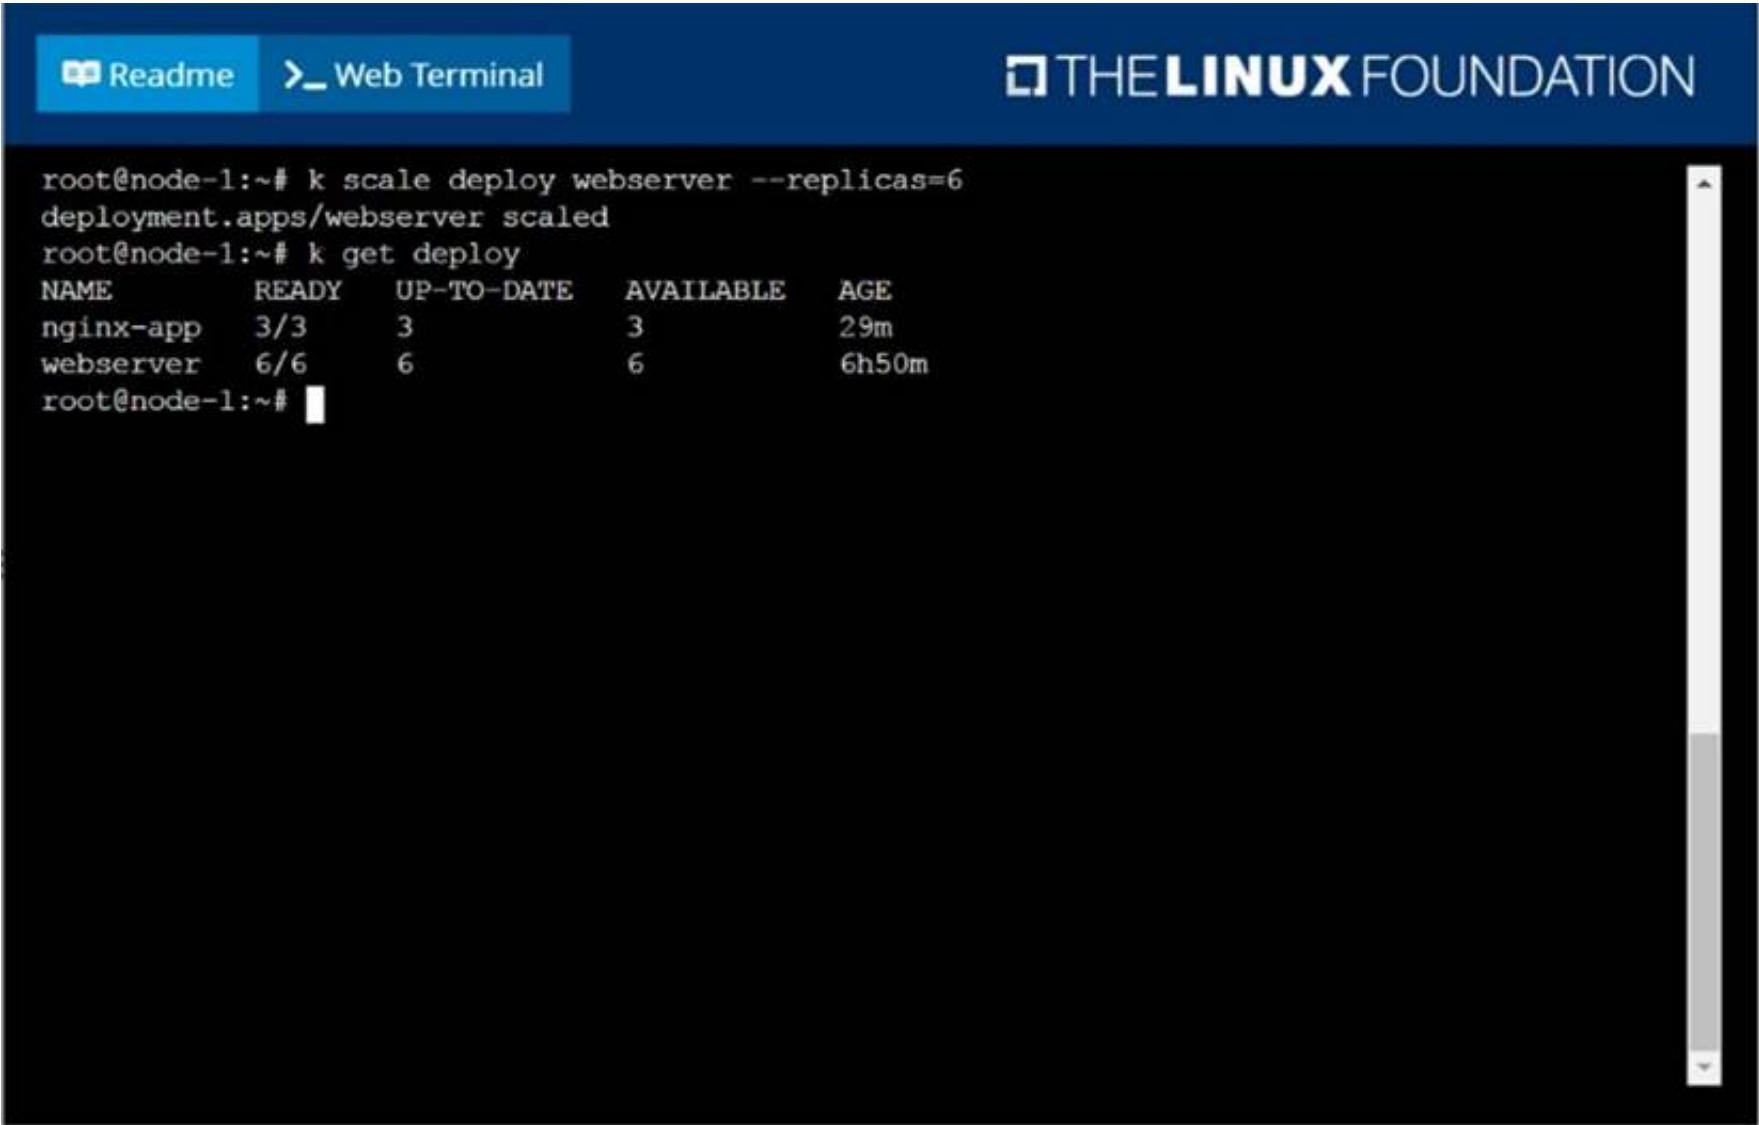 Readme >_ Web Terminal THE LINUX FOUNDATION
root@node-1:~# k scale deploy webserver --replicas=6
deployment.apps/webserver scaled
root@node-1:~# k get deploy
NAME READY UP-TO-DATE AVAILABLE AGE
nginx-app 3/3 3 3 29m
webserver 6/6 6 6 6h50m
root@node-1:~#